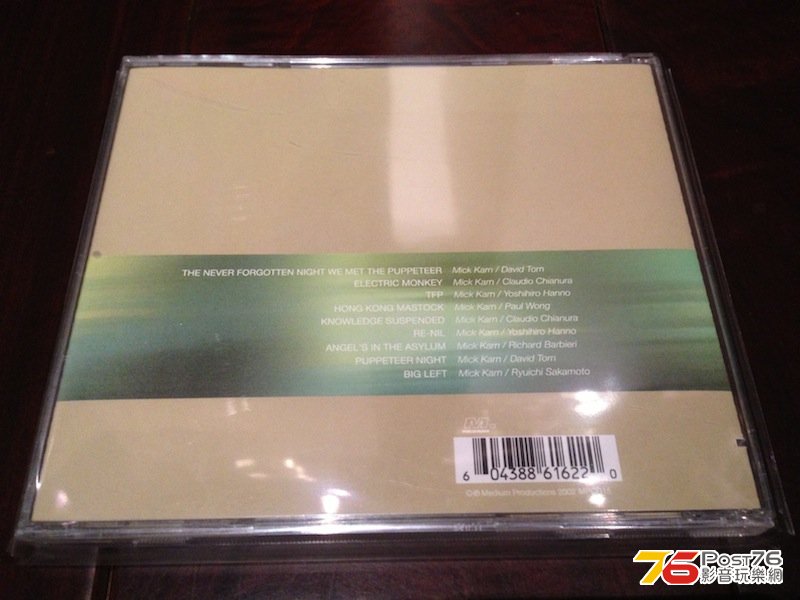 THE NEVER FORGOTTEN NIGHT WE MET THE PUPPETEER Mick Karn / David Torn
ELECTRIC MONKEY Mick Karn / Claudio Chianura
TFP Mick Karn / Yoshihiro Hanno
HONG KONG MASTOCK Mick Karn / Paul Wong
KNOWLEDGE SUSPENDED Mick Karn / Claudio Chianura
RE-NIL Mick Karn / Yoshihiro Hanno
ANGEL'S IN THE ASYLUM Mick Karn / Richard Barbieri
PUPPETEER NIGHT Mick Karn / David Torn
BIG LEFT Mick Karn / Ryuichi Sakamoto
M.
6 04388 61622 0
©℗ Medium Productions 2002
76 Post76
影音玩樂網